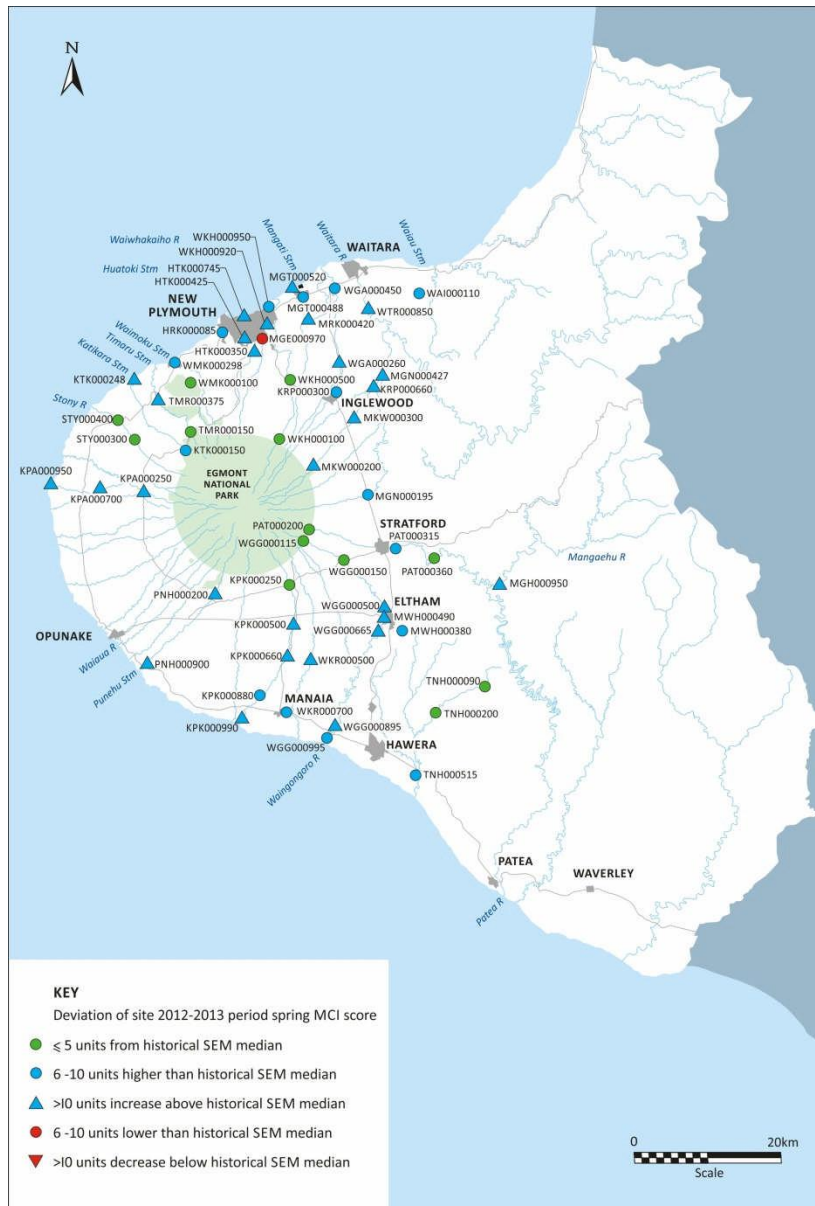 N
Waiwhakaiho R
WKH000950
WKH000920
Huatoki Stm
HTK000745
HTK000425
Mangati Stm
MGT000520
Waitara R
WAITARA
Waiau Stm
NEW
PLYMOUTH
WGA000450
WAI000110
MGT000488
WTR000850
HRK000085
MRK000420
MGE000970
Waimoku Stm
HTK000350
WMK000298
Timaru Stm
Katikara Stm
WGA000260
KTK000248
WMK000100
WKH000500
MGN000427
KRP000300
KRP000660
TMR000375
INGLEWOOD
Stony R
STY000400
MKW000300
TMR000150
WKH000100
STY000300
KTK000150
KPA000950
KPA000250
MKW000200
EGMONT
NATIONAL
PARK
KPA000700
MGN000195
PAT000200
STRATFORD
PAT000315
WGG000115
WGG000150
PAT000360
Mangaehu R
KPK000250
MGH000950
PNH000200
WGG000500
ELTHAM
MWH000490
KPK000500
WGG000665
MWH000380
OPUNAKE
Waiaua R
KPK000660
WKR000500
PNH000900
Punehu Stm
TNH000090
KPK000880
MANAIA
WKR000700
TNH000200
KPK000990
WGG000895
WGG000995
HAWERA
Waingongoro R
TNH000515
PATEA
WAVERLEY
Patea R
KEY
Deviation of site 2012-2013 period spring MCI score
⩽ 5 units from historical SEM median
6 -10 units higher than historical SEM median
>I0 units increase above historical SEM median
6 -10 units lower than historical SEM median
>I0 units decrease below historical SEM median
0
20km
Scale